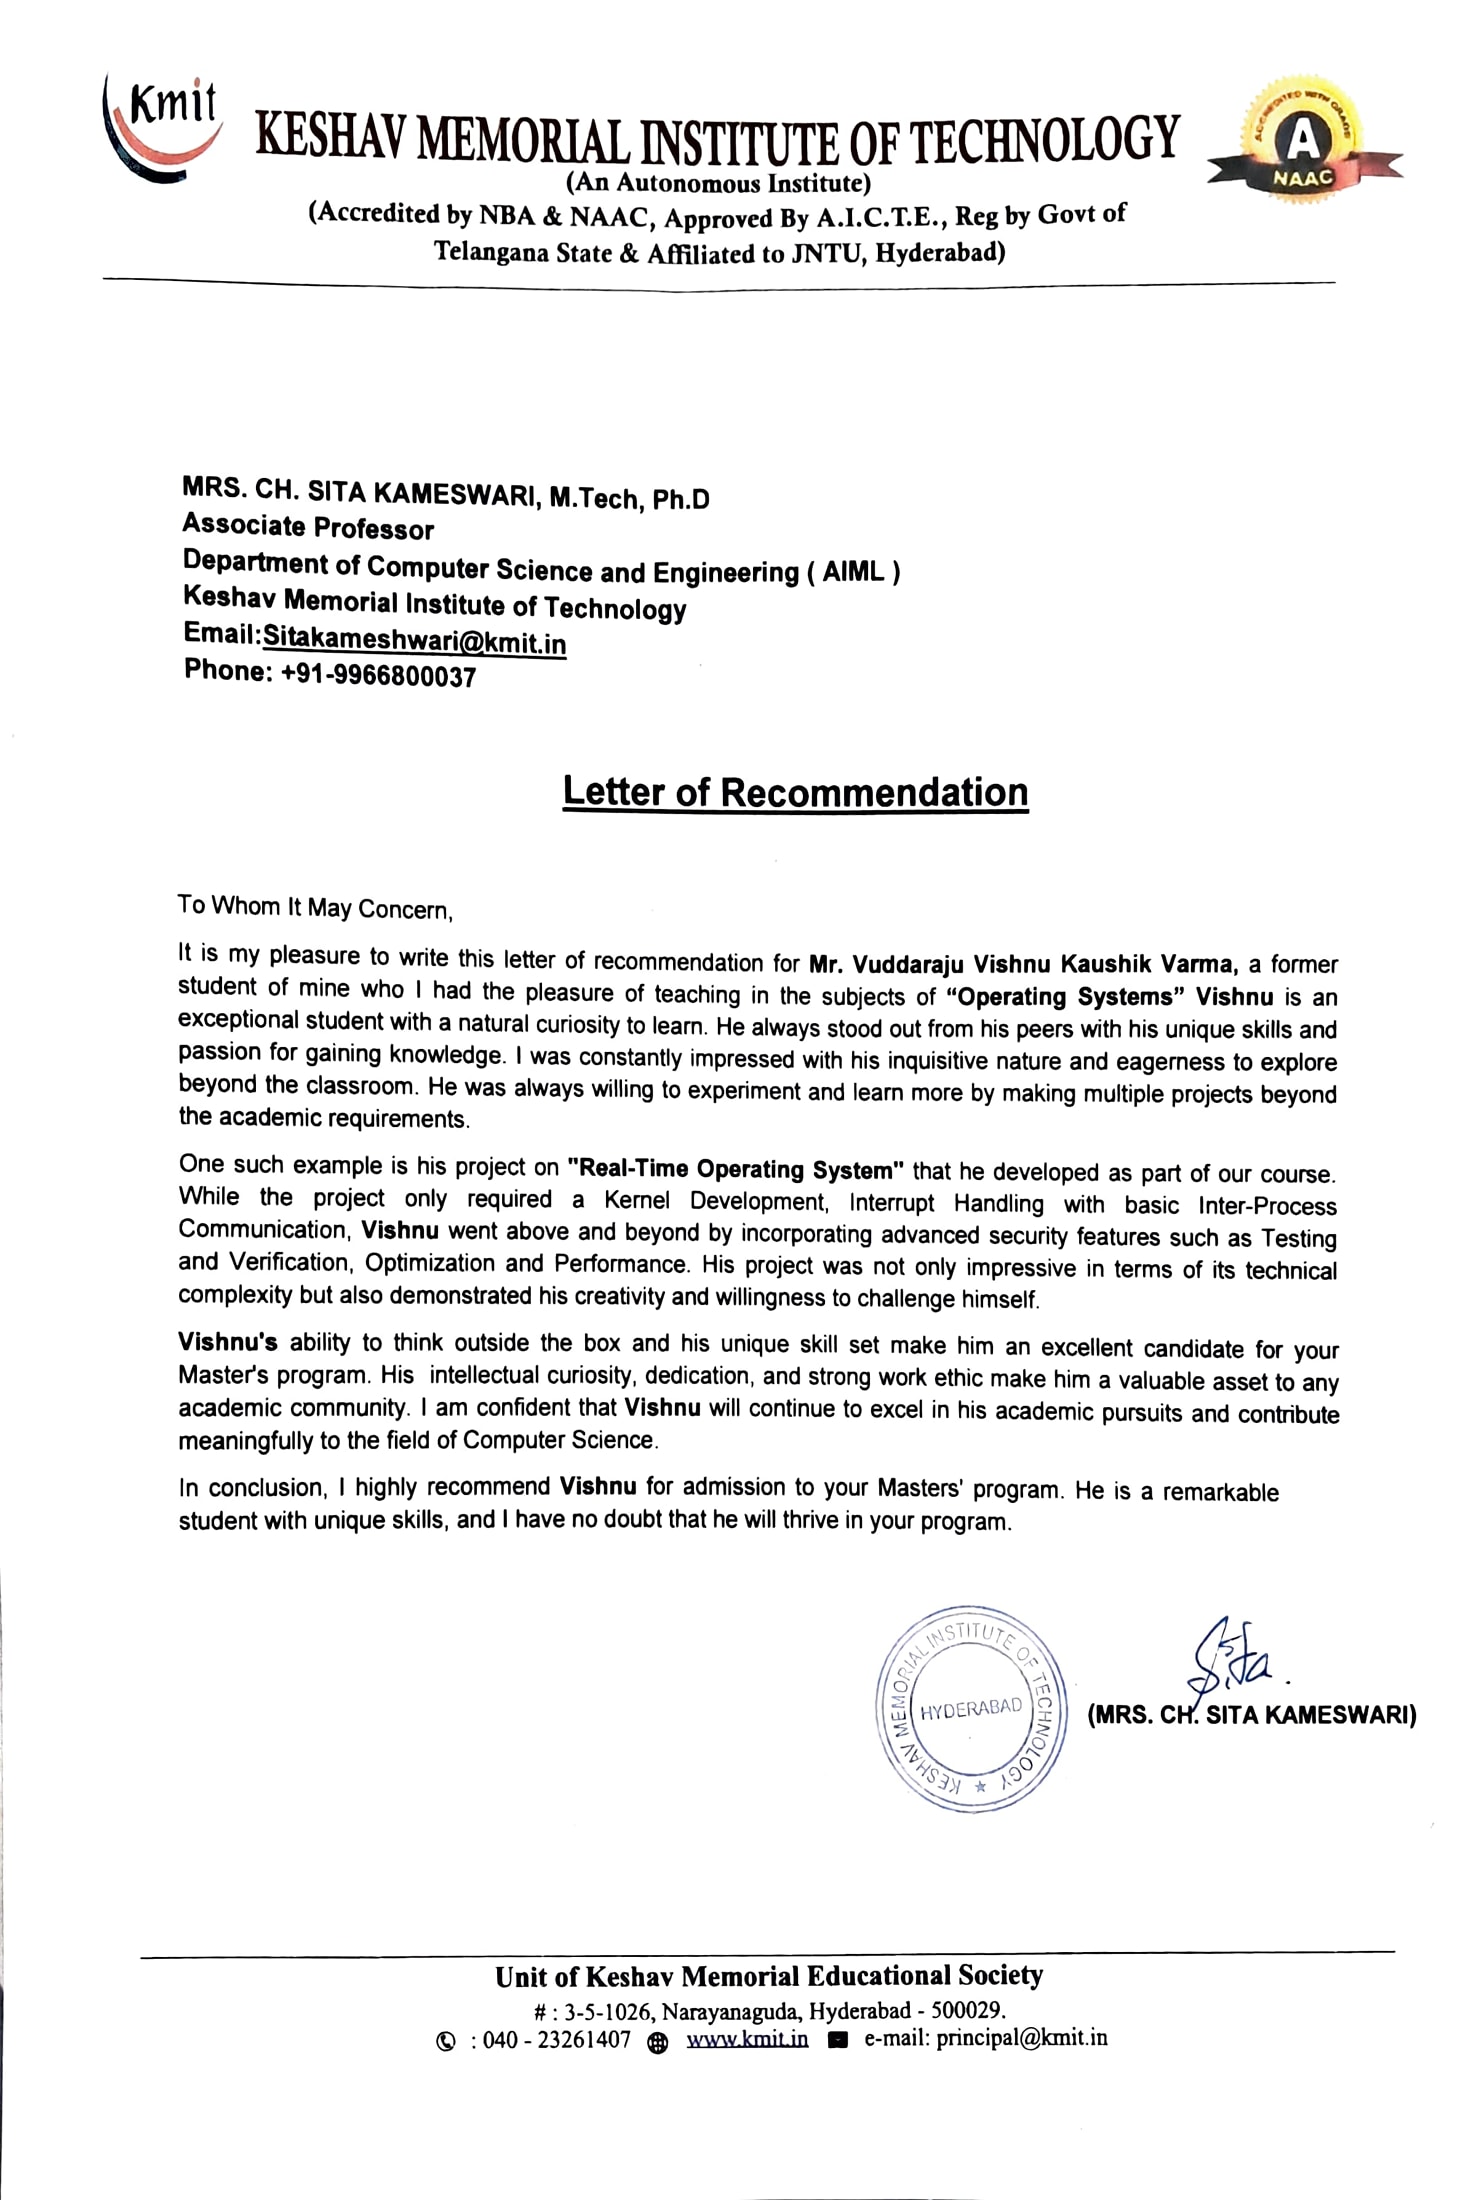 Kmit
KESHAV MEMORIAL INSTITUTE OF TECHNOLOGY
(An Autonomous Institute)
(Accredited by NBA & NAAC, Approved By A.I.C.T.E., Reg by Govt of
Telangana State & Affiliated to JNTU, Hyderabad)
ACCREDITED WITH GRADE
A
NAAC
MRS. CH. SITA KAMESWARI, M.Tech, Ph.D
Associate Professor
Department of Computer Science and Engineering ( AIML )
Keshav Memorial Institute of Technology
Email:Sitakameshwari@kmit.in
Phone: +91-9966800037
Letter of Recommendation
To Whom It May Concern,
It is my pleasure to write this letter of recommendation for Mr. Vuddaraju Vishnu Kaushik Varma, a former
student of mine who I had the pleasure of teaching in the subjects of “Operating Systems” Vishnu is an
exceptional student with a natural curiosity to learn. He always stood out from his peers with his unique skills and
passion for gaining knowledge. I was constantly impressed with his inquisitive nature and eagerness to explore
beyond the classroom. He was always willing to experiment and learn more by making multiple projects beyond
the academic requirements.
One such example is his project on "Real-Time Operating System" that he developed as part of our course.
While the project only required a Kernel Development, Interrupt Handling with basic Inter-Process
Communication, Vishnu went above and beyond by incorporating advanced security features such as Testing
and Verification, Optimization and Performance. His project was not only impressive in terms of its technical
complexity but also demonstrated his creativity and willingness to challenge himself.
Vishnu's ability to think outside the box and his unique skill set make him an excellent candidate for your
Master's program. His intellectual curiosity, dedication, and strong work ethic make him a valuable asset to any
academic community. I am confident that Vishnu will continue to excel in his academic pursuits and contribute
meaningfully to the field of Computer Science.
In conclusion, I highly recommend Vishnu for admission to your Masters' program. He is a remarkable
student with unique skills, and I have no doubt that he will thrive in your program.
KESHAV MEMORIAL INSTITUTE OF TECHNOLOGY
HYDERABAD
Sita.
(MRS. CH. SITA KAMESWARI)
Unit of Keshav Memorial Educational Society
# : 3-5-1026, Narayanaguda, Hyderabad - 500029.
: 040 - 23261407 www.kmit.in e-mail: principal@kmit.in